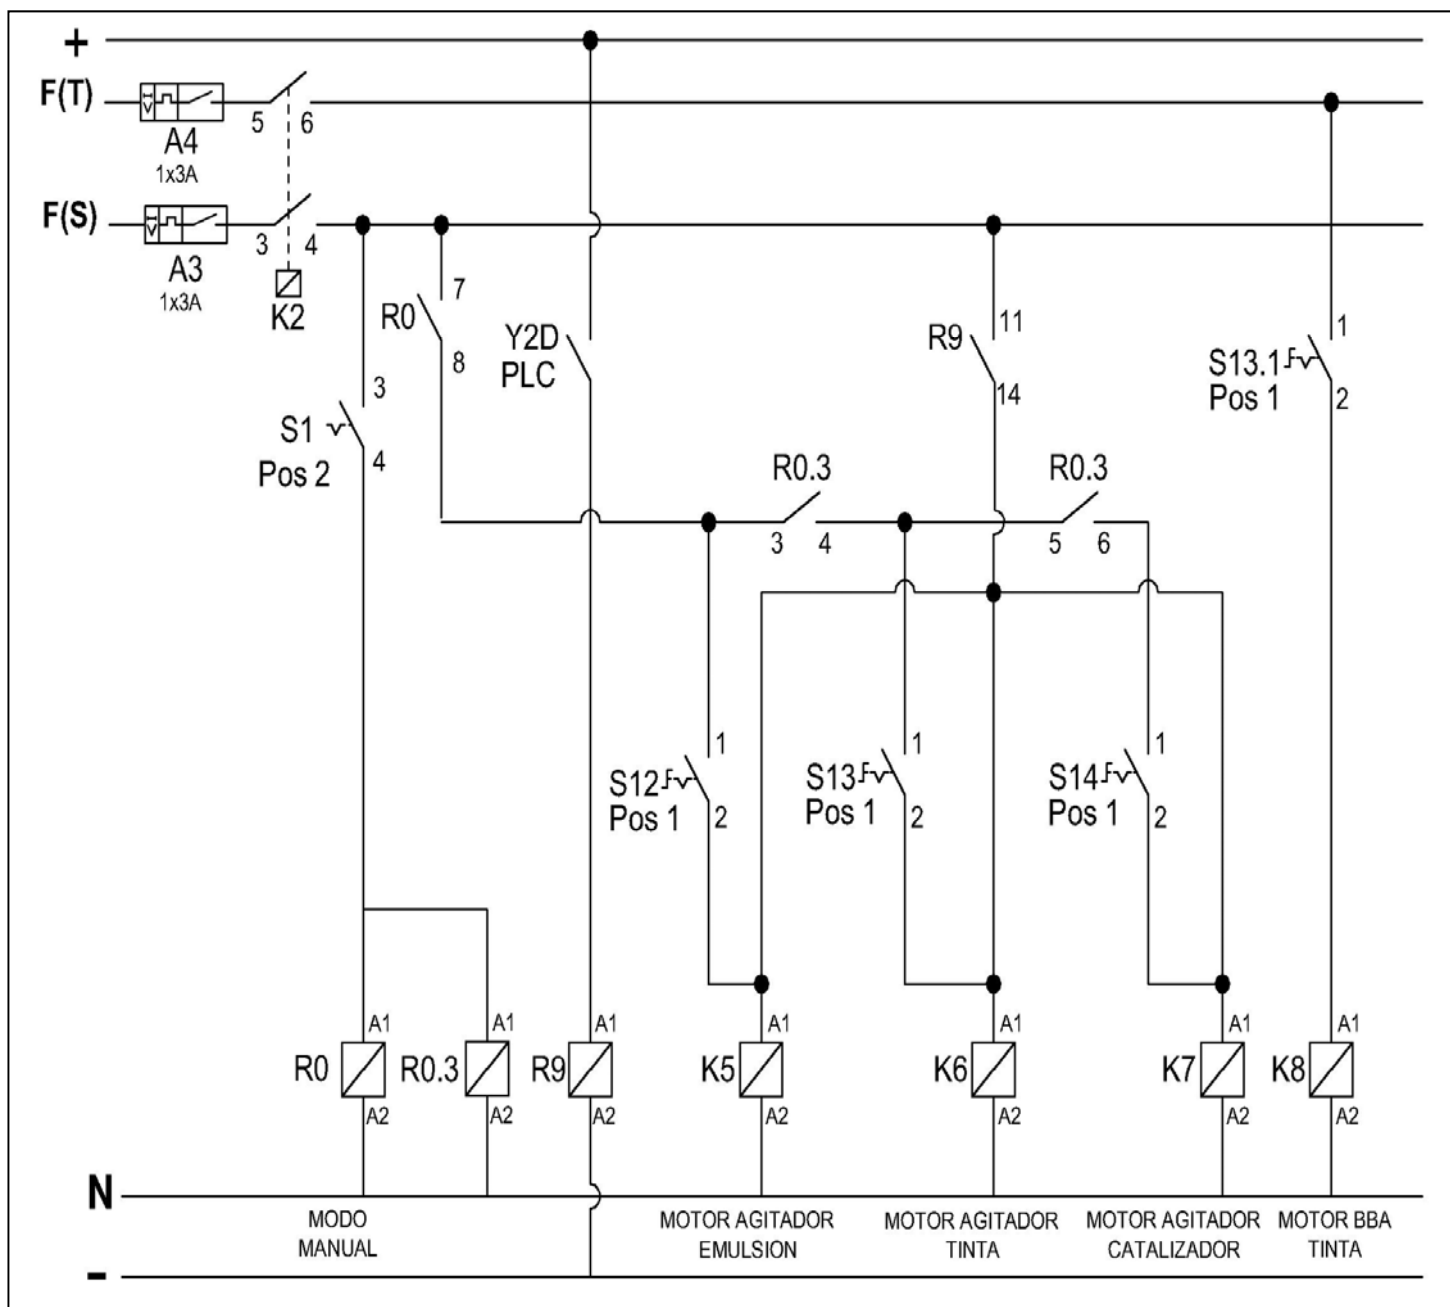 +
F(T)
5 6
A4
1x3A
F(S)
3 4
A3
1x3A
K2
7
R0
8
Y2D
PLC
11
R9
14
1
S13.1
Pos 1
2
3
S1
4
Pos 2
R0.3
3 4
R0.3
5 6
1
S12
Pos 1
2
1
S13
Pos 1
2
1
S14
Pos 1
2
A1
R0
A2
A1
R0.3
A2
A1
R9
A2
A1
K5
A2
A1
K6
A2
A1
K7
A2
A1
K8
A2
N
MODO
MANUAL
MOTOR AGITADOR
EMULSION
MOTOR AGITADOR
TINTA
MOTOR AGITADOR
CATALIZADOR
MOTOR BBA
TINTA
-